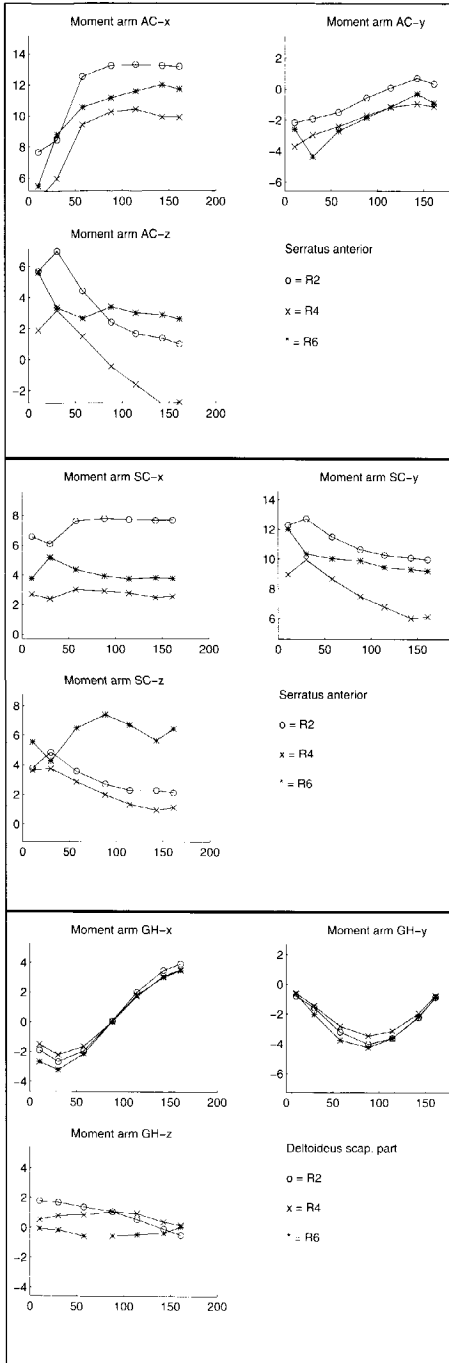 Moment arm AC-x
12
10
8
6
0 50 100 150 200
Moment arm AC-y
2
0
-2
-4
-6
0 50 100 150
Moment arm AC-z
6
4
2
0
-2
0 50 100 150 200
Serratus anterior
o = R2
x = R4
* = R6
Moment arm SC-x
8
6
4
2
0
0 50 100 150 200
Moment arm SC-y
14
12
10
8
6
0 50 100 150
Moment arm SC-z
8
6
4
2
0
0 50 100 150 200
Serratus anterior
o = R2
x = R4
* = R6
Moment arm GH-x
4
2
0
-2
-4
0 50 100 150 200
Moment arm GH-y
0
-2
-4
-6
0 50 100 150
Moment arm GH-z
4
2
0
-2
-4
0 50 100 150 200
Deltoideus scap. part
o = R2
x = R4
* = R6